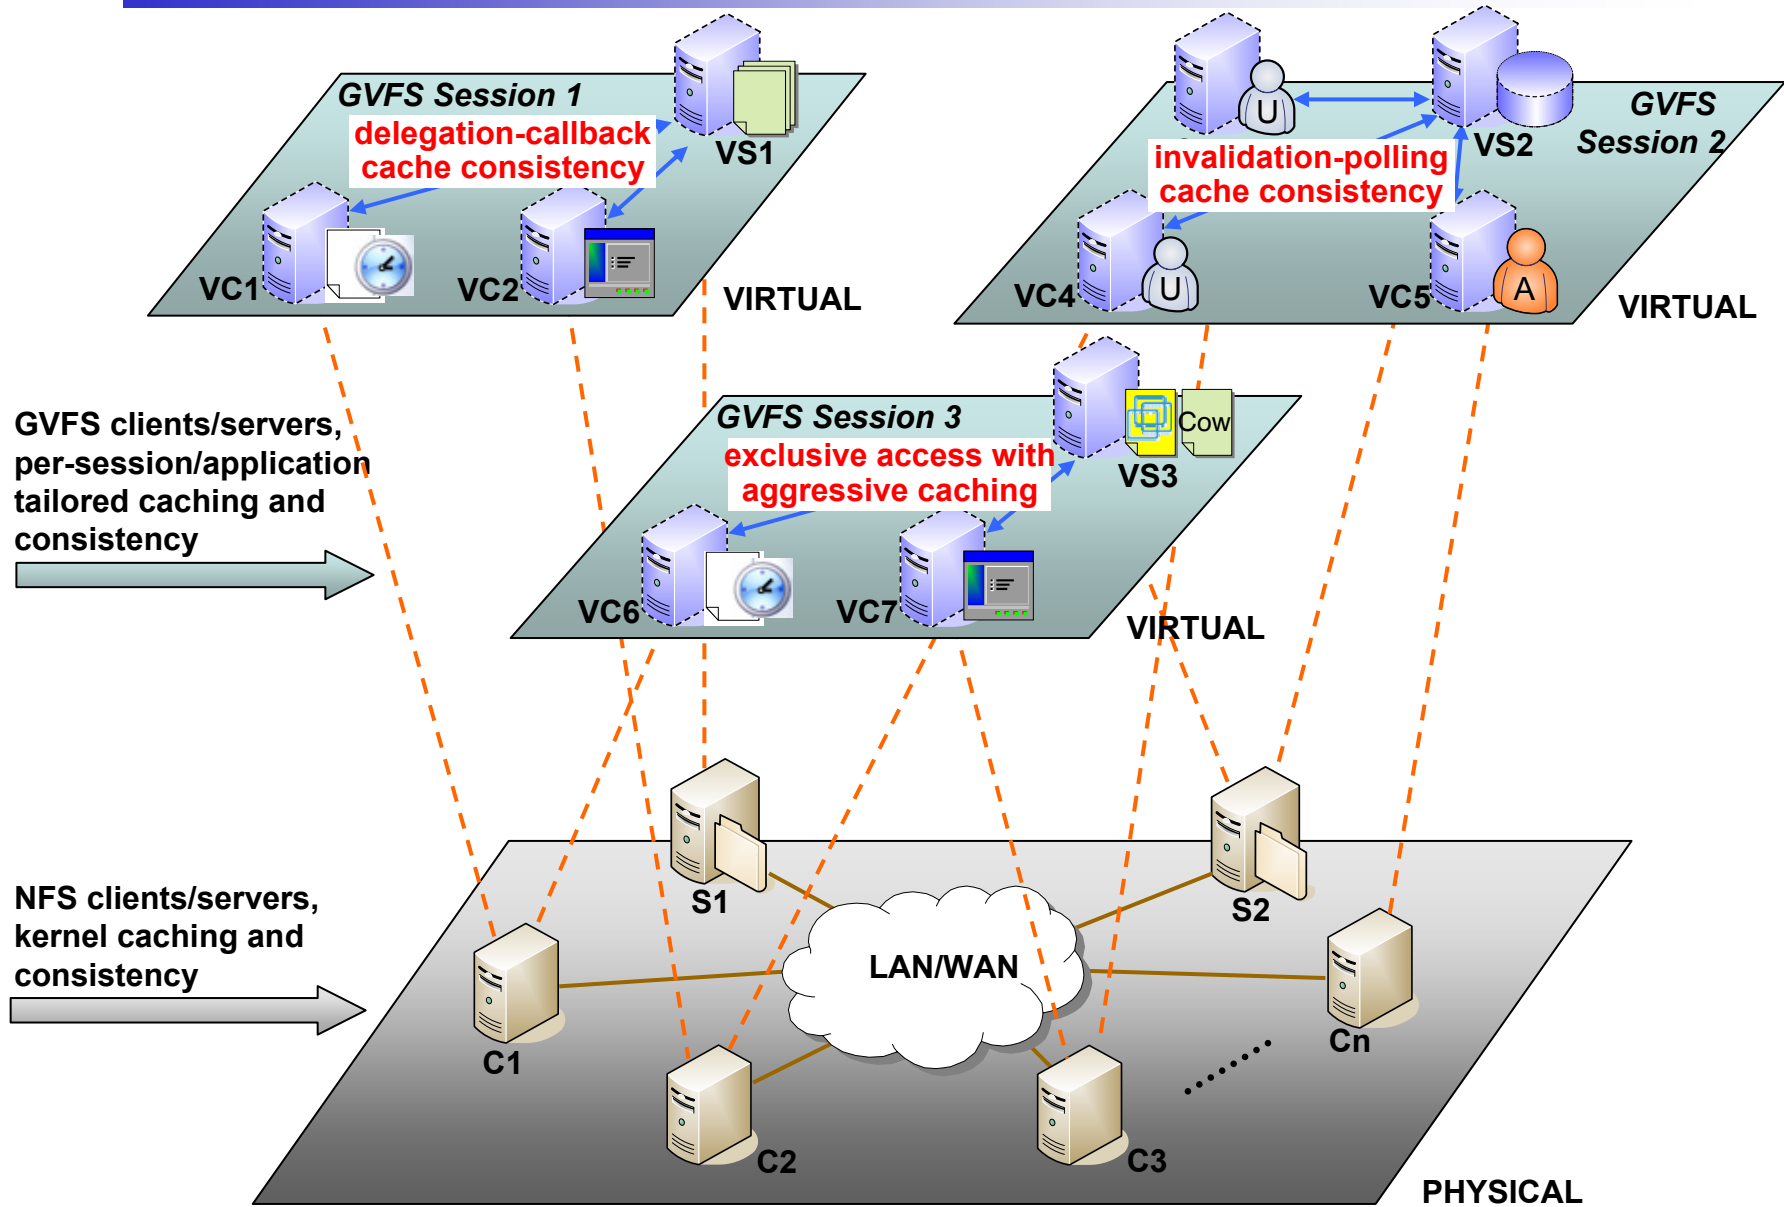 GVFS Session 1
delegation-callback
cache consistency
VS1
VC1
VC2
VIRTUAL
U
VS2
GVFS
Session 2
invalidation-polling
cache consistency
VC4
U
VC5
A
VIRTUAL
GVFS Session 3
exclusive access with
aggressive caching
Cow
VS3
VC6
VC7
VIRTUAL
GVFS clients/servers,
per-session/application
tailored caching and
consistency
NFS clients/servers,
kernel caching and
consistency
S1
S2
LAN/WAN
C1
C2
C3
Cn
PHYSICAL